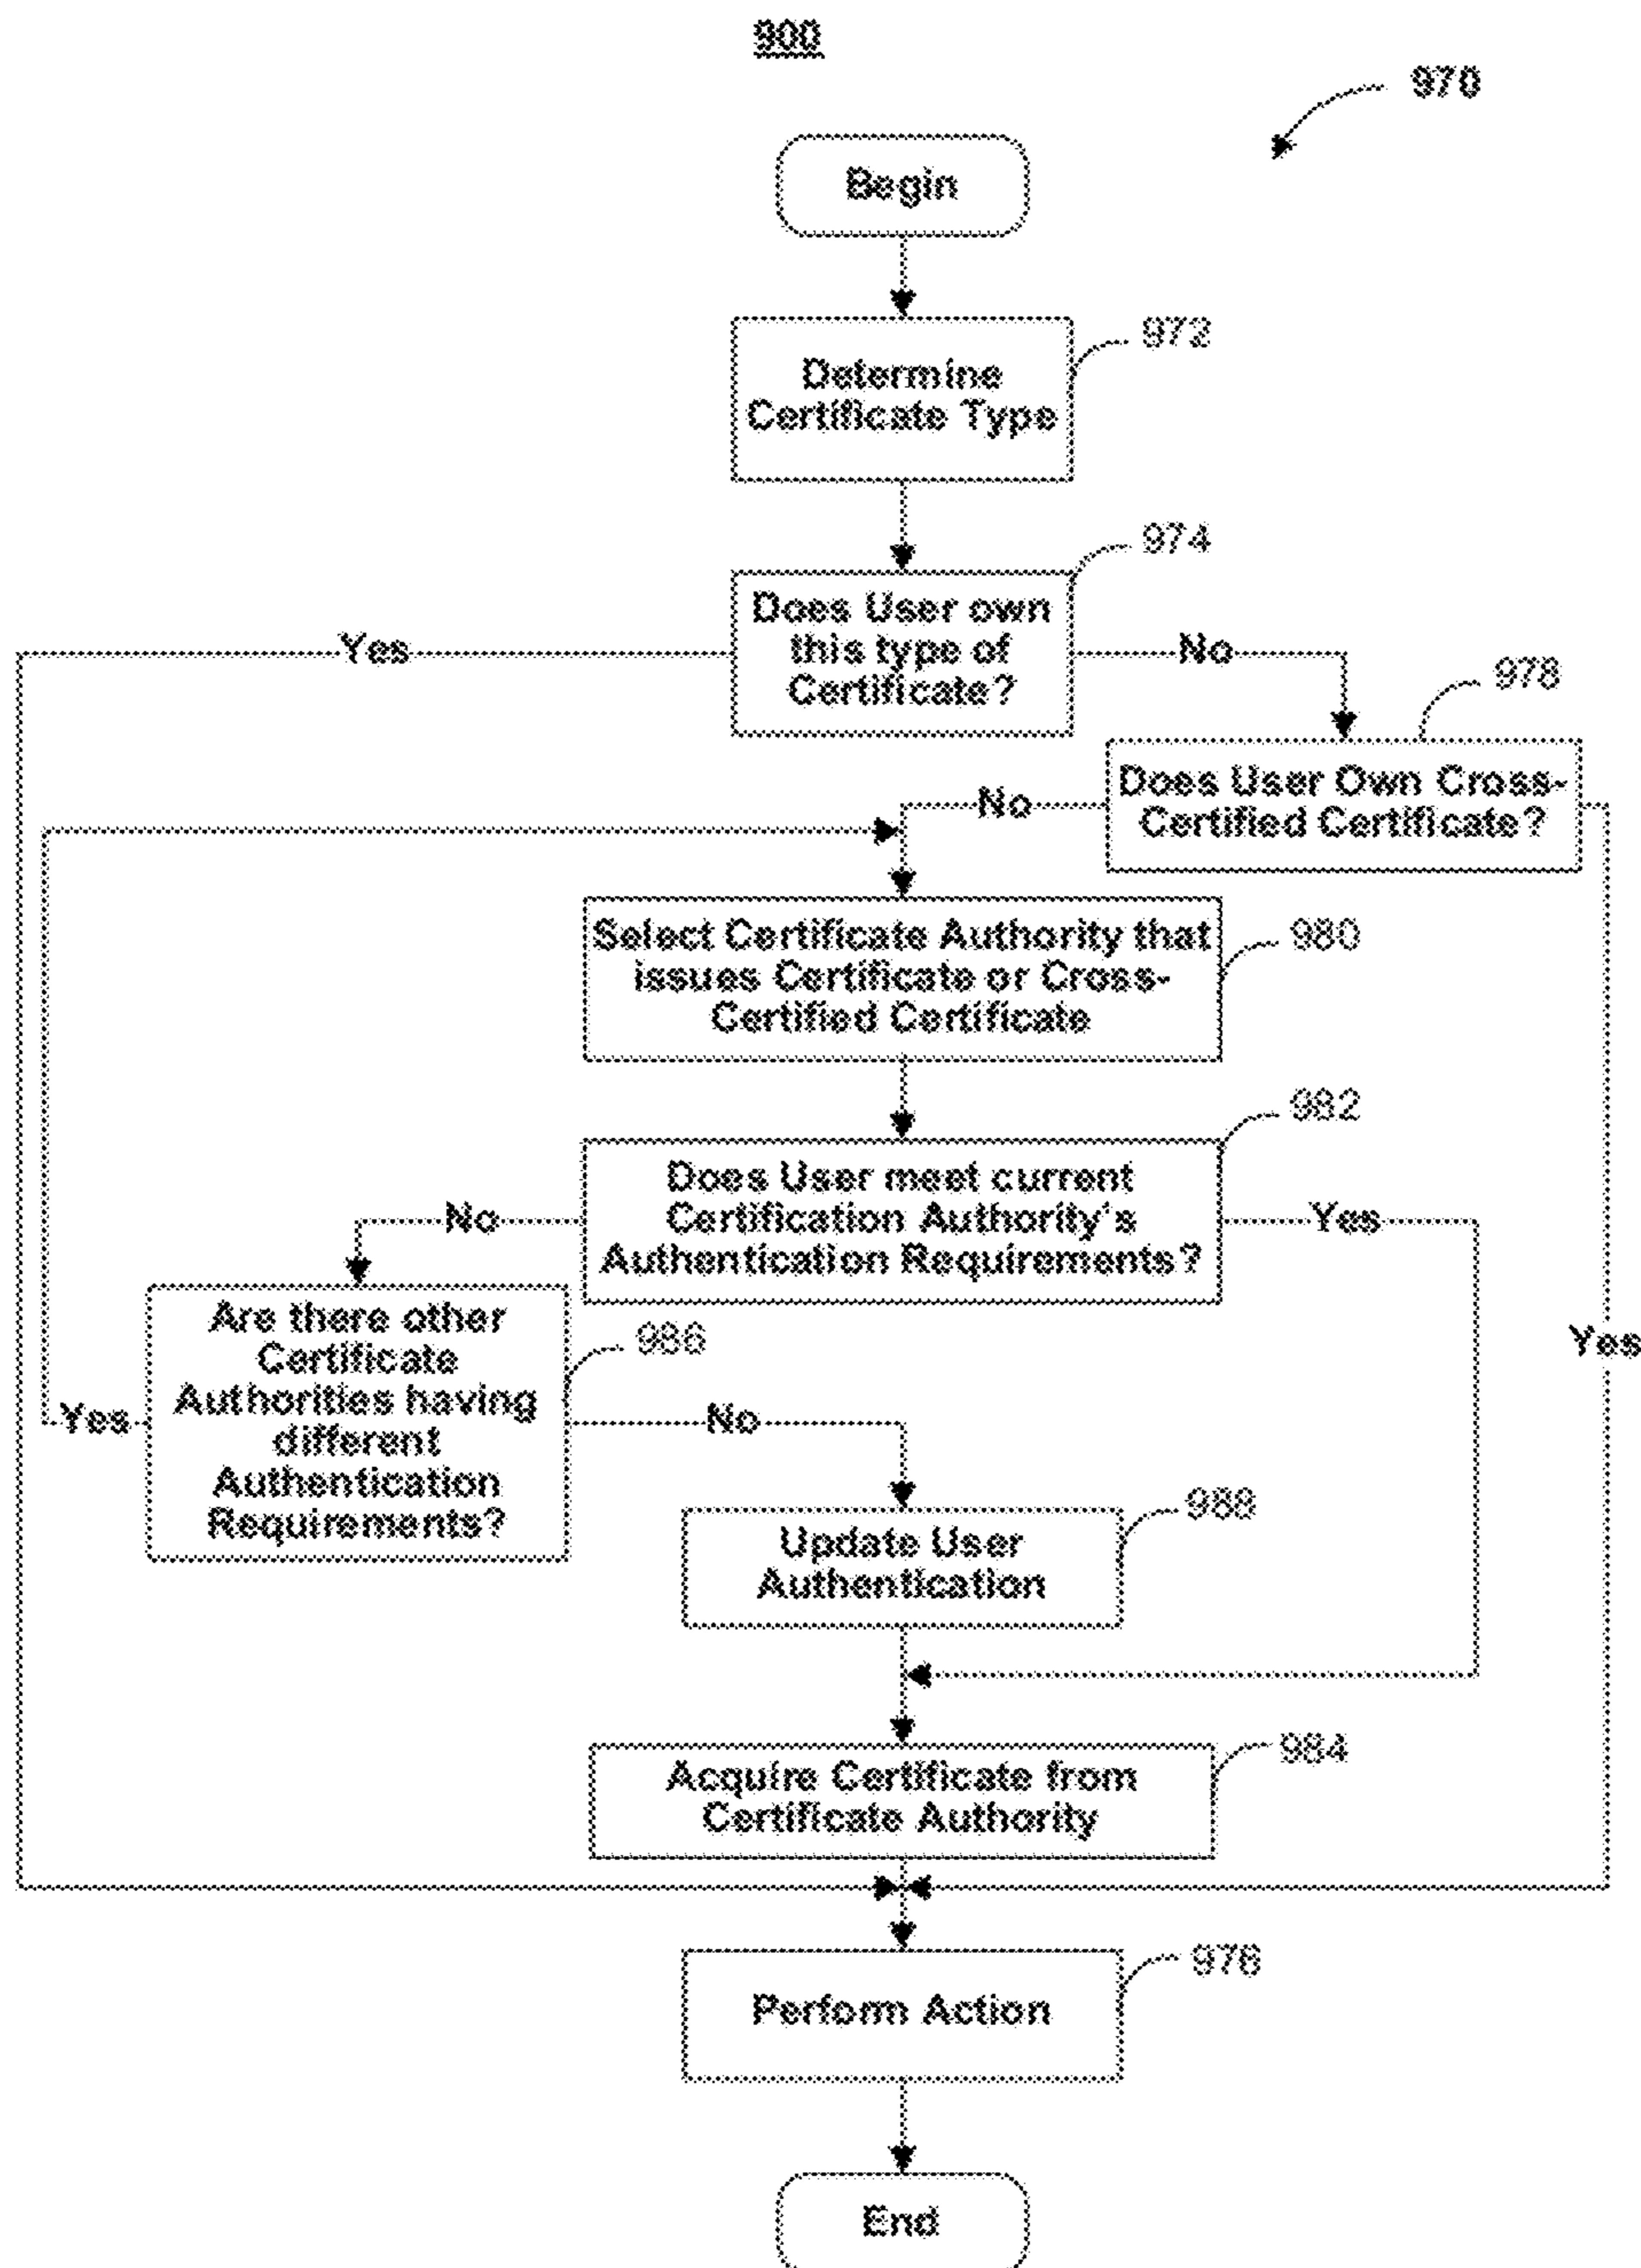 900
970
Begin
972
Determine
Certificate Type
974
Does User own
this type of
Certificate?
Yes
No
978
Does User Own Cross-
Certified Certificate?
No
Select Certificate Authority that
issues Certificate or Cross-
Certified Certificate
980
982
Does User meet current
Certification Authority's
Authentication Requirements?
No
Yes
Are there other
Certificate
Authorities having
different
Authentication
Requirements?
986
Yes
Yes
No
988
Update User
Authentication
984
Acquire Certificate from
Certificate Authority
976
Perform Action
End